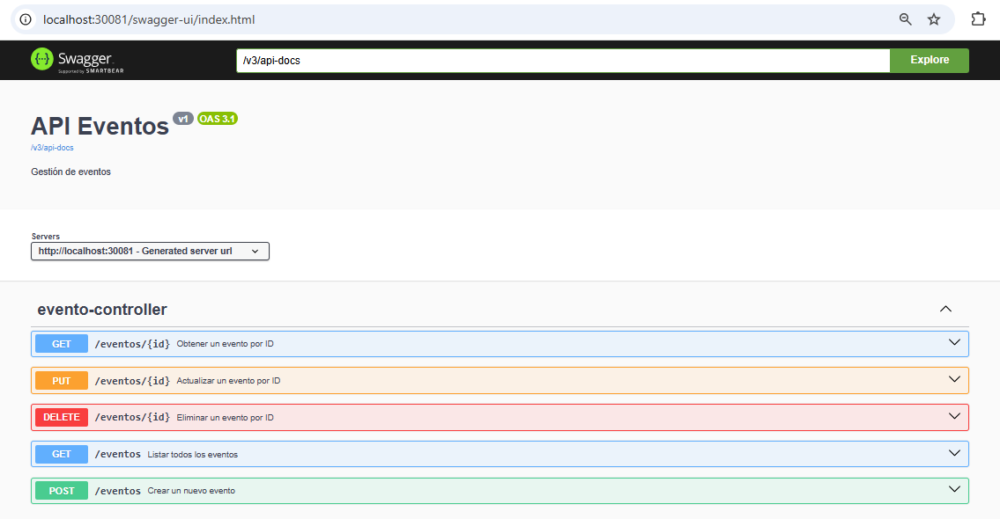 localhost:30081/swagger-ui/index.html
{...} Swagger.
Supported by SMARTBEAR
/v3/api-docs
Explore
API Eventos v1 OAS 3.1
/v3/api-docs
Gestión de eventos
Servers
http://localhost:30081 - Generated server url
evento-controller
GET /eventos/{id} Obtener un evento por ID
PUT /eventos/{id} Actualizar un evento por ID
DELETE /eventos/{id} Eliminar un evento por ID
GET /eventos Listar todos los eventos
POST /eventos Crear un nuevo evento